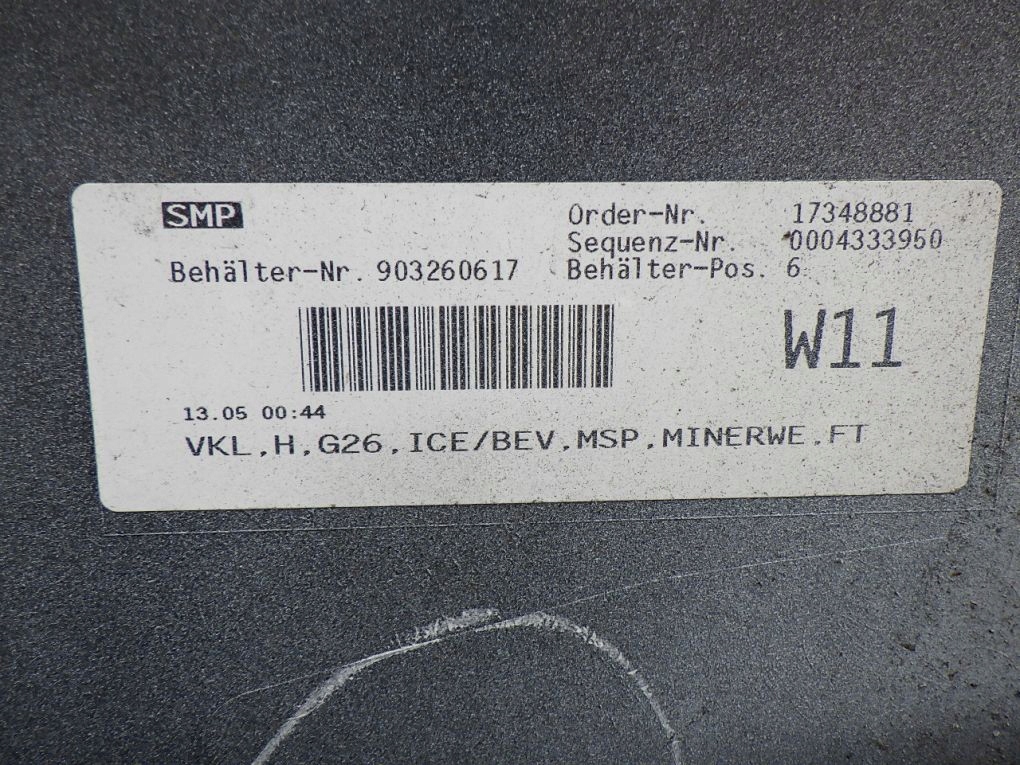 SMP
Order-Nr. 17348881
Sequenz-Nr. 0004333950
Behälter-Nr. 903260617 Behälter-Pos. 6
W11
13.05 00:44
VKL,H,G26,ICE/BEV,MSP,MINERWE,FT